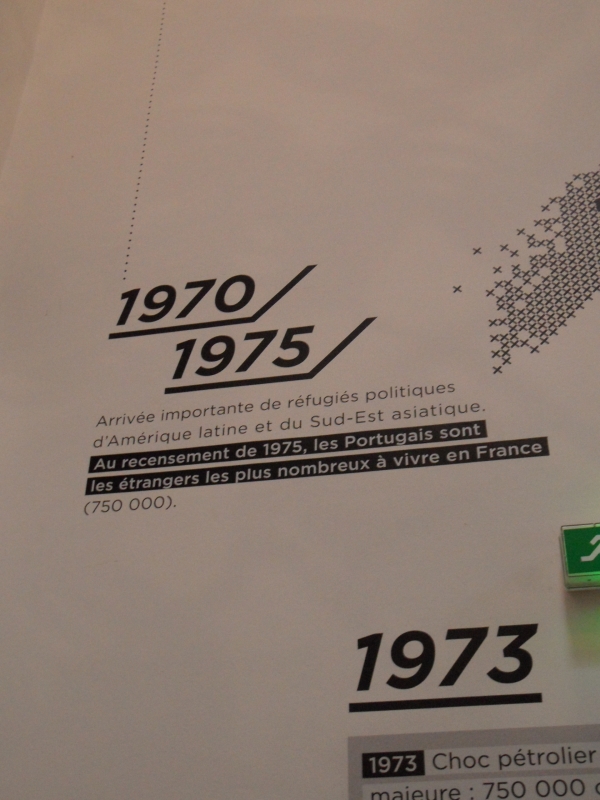 1970/
1975/
Arrivée importante de réfugiés politiques
d'Amérique latine et du Sud-Est asiatique.
Au recensement de 1975, les Portugais sont
les étrangers les plus nombreux à vivre en France
(750 000).
1973
1973 Choc pétrolier
majeure : 750 000